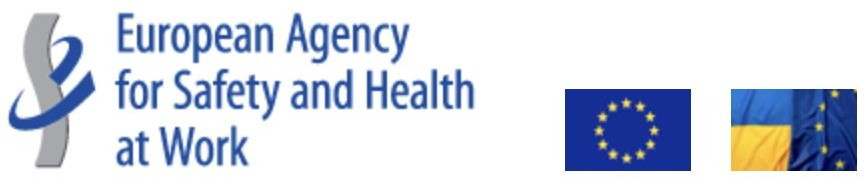 European Agency
for Safety and Health
at Work